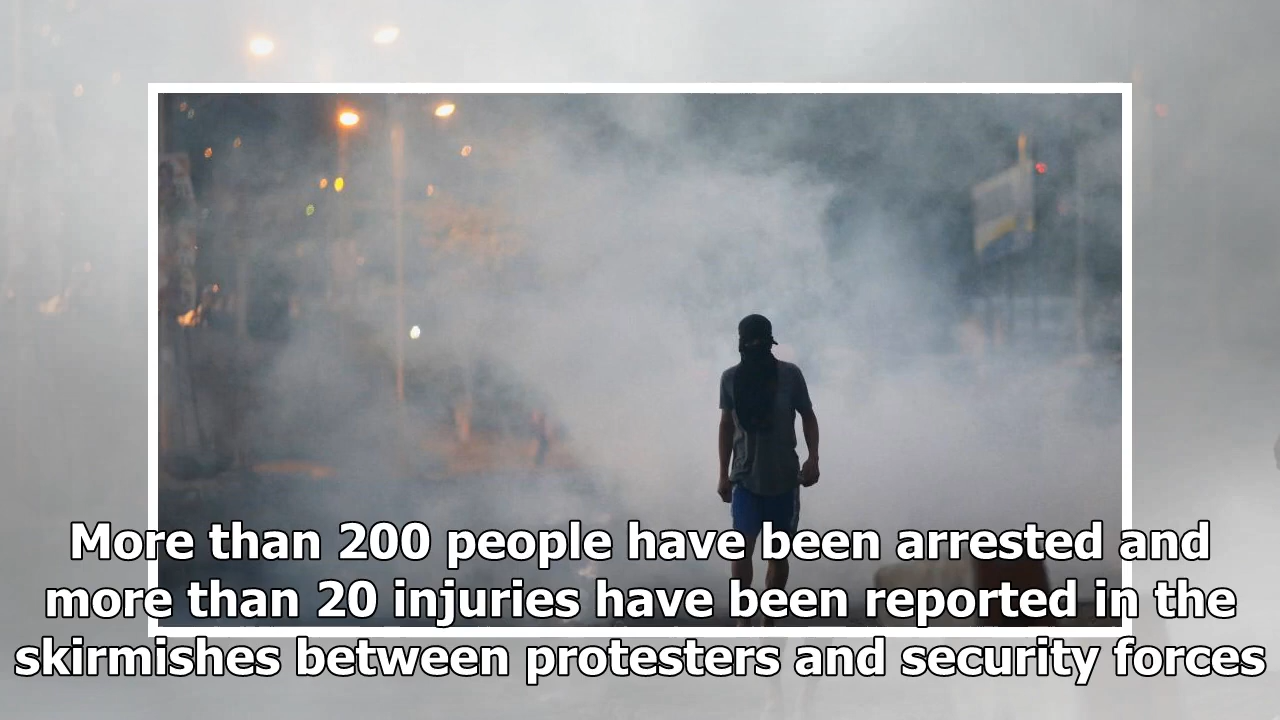 More than 200 people have been arrested and
more than 20 injuries have been reported in the
skirmishes between protesters and security forces